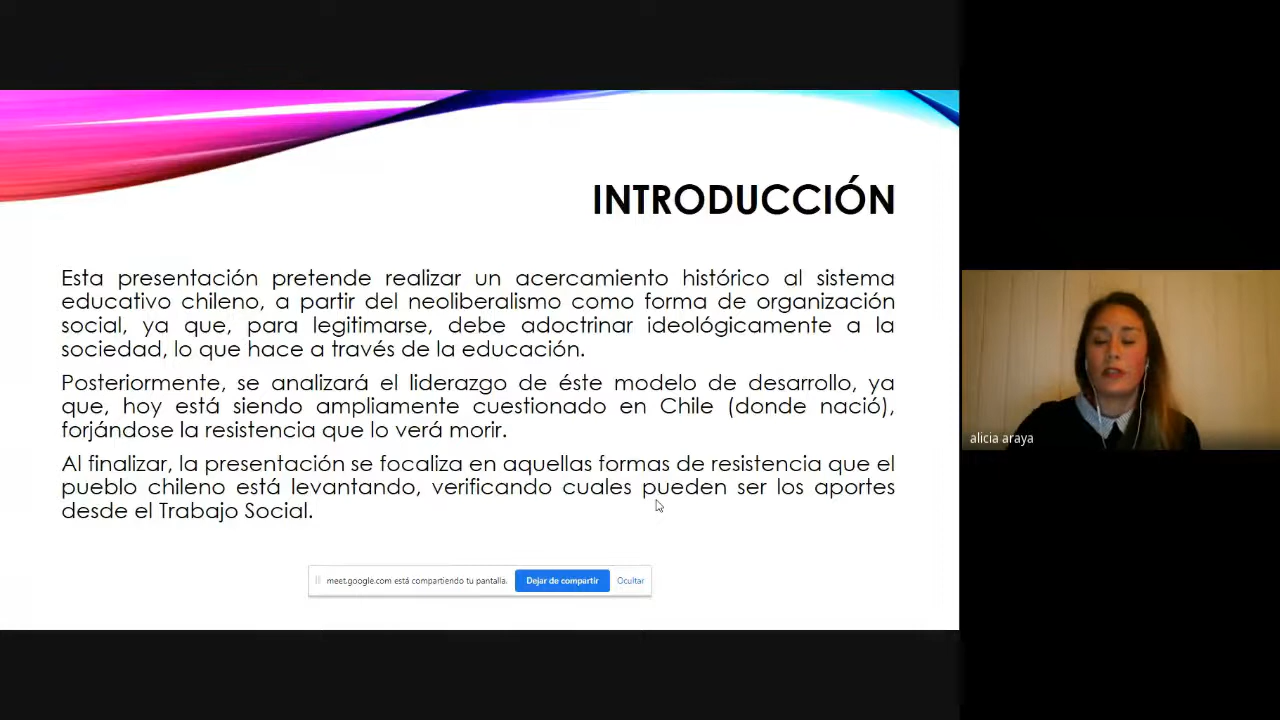 INTRODUCCIÓN
Esta presentación pretende realizar un acercamiento histórico al sistema
educativo chileno, a partir del neoliberalismo como forma de organización
social, ya que, para legitimarse, debe adoctrinar ideológicamente a la
sociedad, lo que hace a través de la educación.
Posteriormente, se analizará el liderazgo de éste modelo de desarrollo, ya
que, hoy está siendo ampliamente cuestionado en Chile (donde nació),
forjándose la resistencia que lo verá morir.
Al finalizar, la presentación se focaliza en aquellas formas de resistencia que el
pueblo chileno está levantando, verificando cuales pueden ser los aportes
desde el Trabajo Social.
meet.google.com está compartiendo tu pantalla.
Dejar de compartir
Ocultar
alicia araya